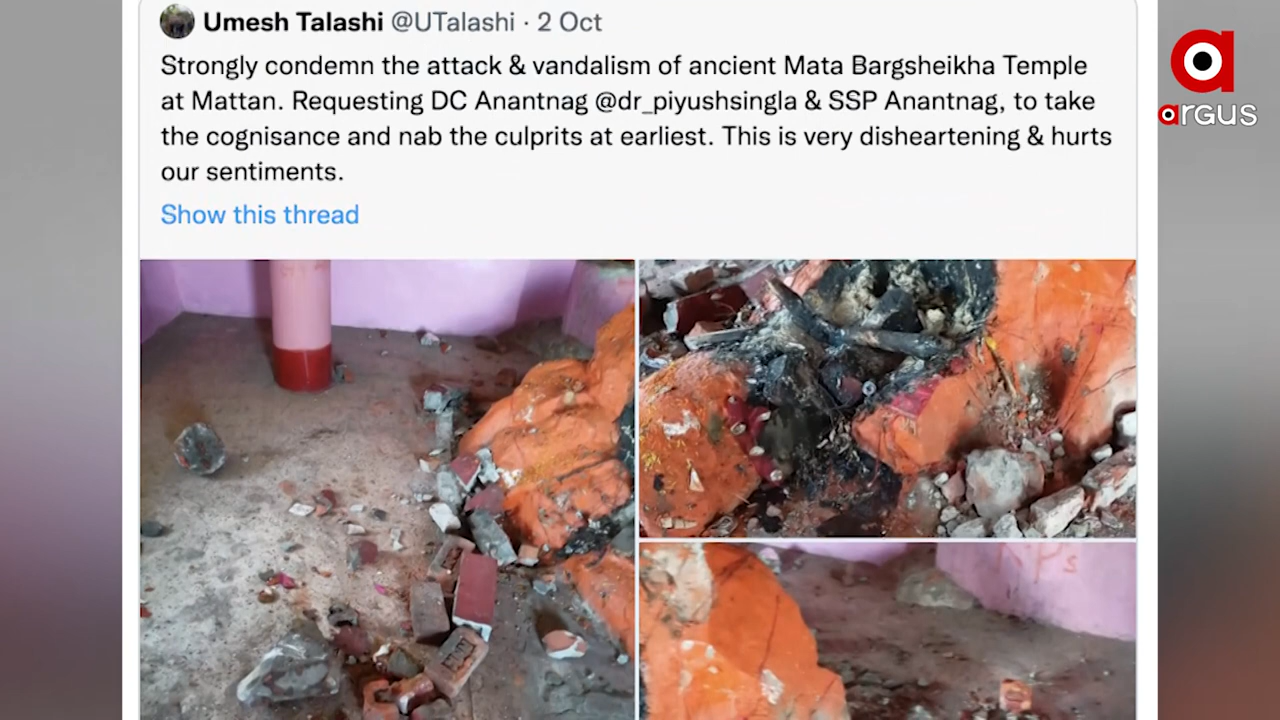 Umesh Talashi @UTalashi · 2 Oct
Strongly condemn the attack & vandalism of ancient Mata Bargsheikha Temple
at Mattan. Requesting DC Anantnag @dr_piyushsingla & SSP Anantnag, to take
the cognisance and nab the culprits at earliest. This is very disheartening & hurts
our sentiments.
Show this thread
argus